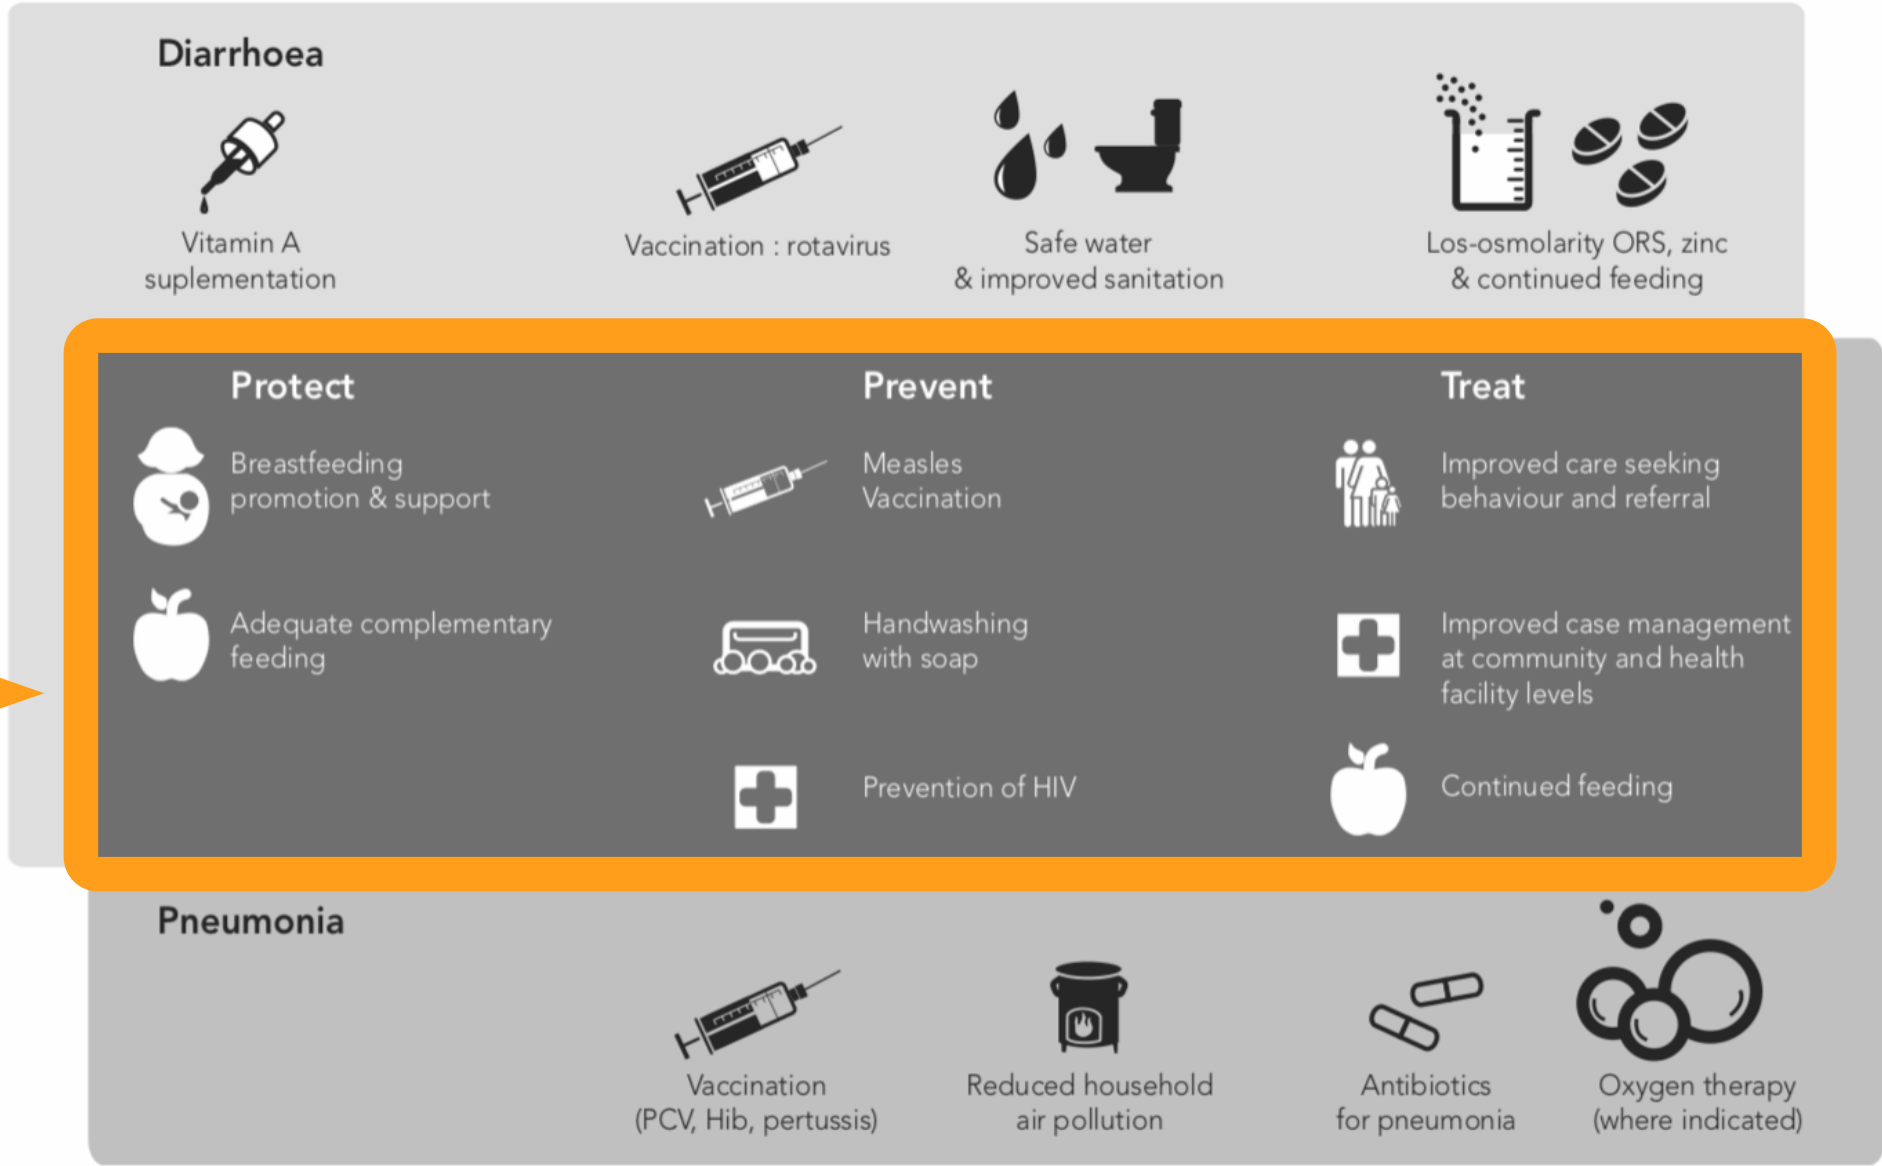 Diarrhoea
Vitamin A
suplementation
Vaccination : rotavirus
Safe water
& improved sanitation
Los-osmolarity ORS, zinc
& continued feeding
Protect
Breastfeeding
promotion & support
Adequate complementary
feeding
Prevent
Measles
Vaccination
Handwashing
with soap
Prevention of HIV
Treat
Improved care seeking
behaviour and referral
Improved case management
at community and health
facility levels
Continued feeding
Pneumonia
Vaccination
(PCV, Hib, pertussis)
Reduced household
air pollution
Antibiotics
for pneumonia
Oxygen therapy
(where indicated)